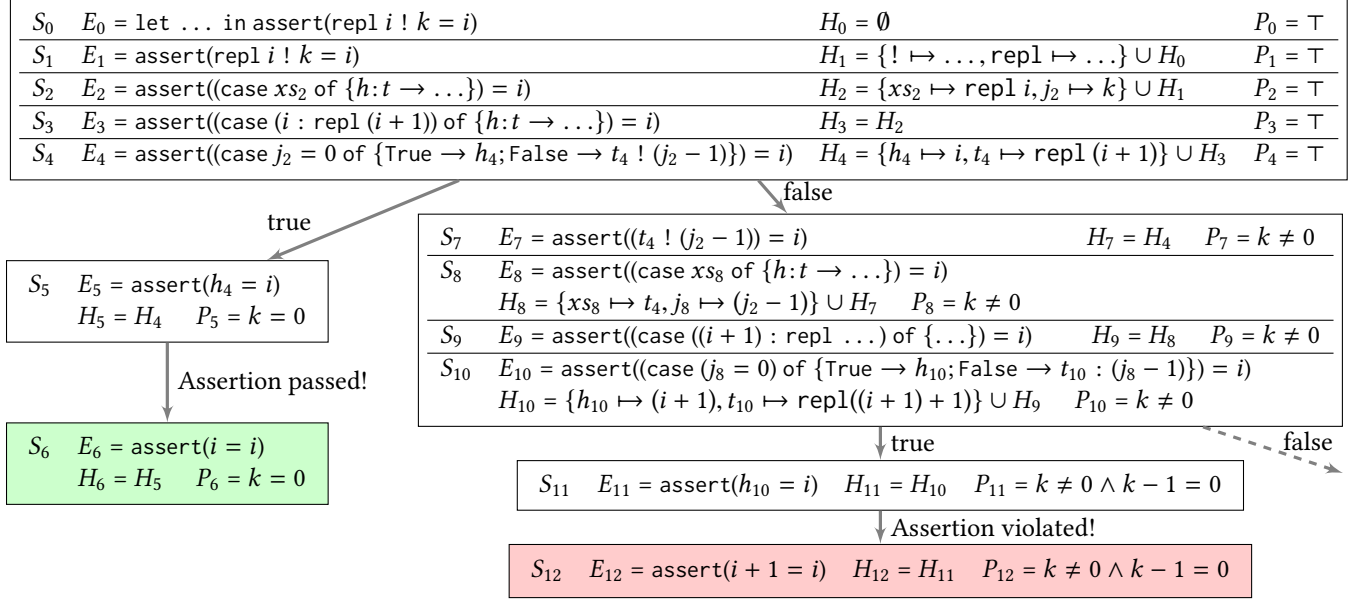 S₀ E₀ = let ... in assert(repl i ! k = i) H₀ = ∅ P₀ = ⊤
S₁ E₁ = assert(repl i ! k = i) H₁ = {! ↦ ..., repl ↦ ...} ∪ H₀ P₁ = ⊤
S₂ E₂ = assert((case xs₂ of {h:t → ...}) = i) H₂ = {xs₂ ↦ repl i, j₂ ↦ k} ∪ H₁ P₂ = ⊤
S₃ E₃ = assert((case (i : repl (i + 1)) of {h:t → ...}) = i) H₃ = H₂ P₃ = ⊤
S₄ E₄ = assert((case j₂ = 0 of {True → h₄; False → t₄ ! (j₂ − 1)}) = i) H₄ = {h₄ ↦ i, t₄ ↦ repl (i + 1)} ∪ H₃ P₄ = ⊤
true
false
S₅ E₅ = assert(h₄ = i)
H₅ = H₄ P₅ = k = 0
Assertion passed!
S₆ E₆ = assert(i = i)
H₆ = H₅ P₆ = k = 0
S₇ E₇ = assert((t₄ ! (j₂ − 1)) = i) H₇ = H₄ P₇ = k ≠ 0
S₈ E₈ = assert((case xs₈ of {h:t → ...}) = i)
H₈ = {xs₈ ↦ t₄, j₈ ↦ (j₂ − 1)} ∪ H₇ P₈ = k ≠ 0
S₉ E₉ = assert((case ((i + 1) : repl ...) of {...}) = i) H₉ = H₈ P₉ = k ≠ 0
S₁₀ E₁₀ = assert((case (j₈ = 0) of {True → h₁₀; False → t₁₀ : (j₈ − 1)}) = i)
H₁₀ = {h₁₀ ↦ (i + 1), t₁₀ ↦ repl((i + 1) + 1)} ∪ H₉ P₁₀ = k ≠ 0
true
false
S₁₁ E₁₁ = assert(h₁₀ = i) H₁₁ = H₁₀ P₁₁ = k ≠ 0 ∧ k − 1 = 0
Assertion violated!
S₁₂ E₁₂ = assert(i + 1 = i) H₁₂ = H₁₁ P₁₂ = k ≠ 0 ∧ k − 1 = 0